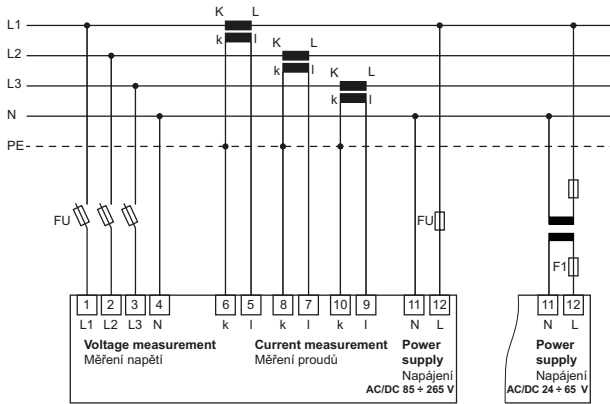 K L
L1
K L
L2
k l
K L
L3
k l
N
k l
PE
FU
FU
F1
1 2 3 4 6 5 8 7 10 9 11 12 11 12
L1 L2 L3 N k l k l k l N L N L
Voltage measurement Current measurement Power supply Power supply
Měření napětí Měření proudů Napájení Napájení
AC/DC 85 ÷ 265 V AC/DC 24 ÷ 65 V